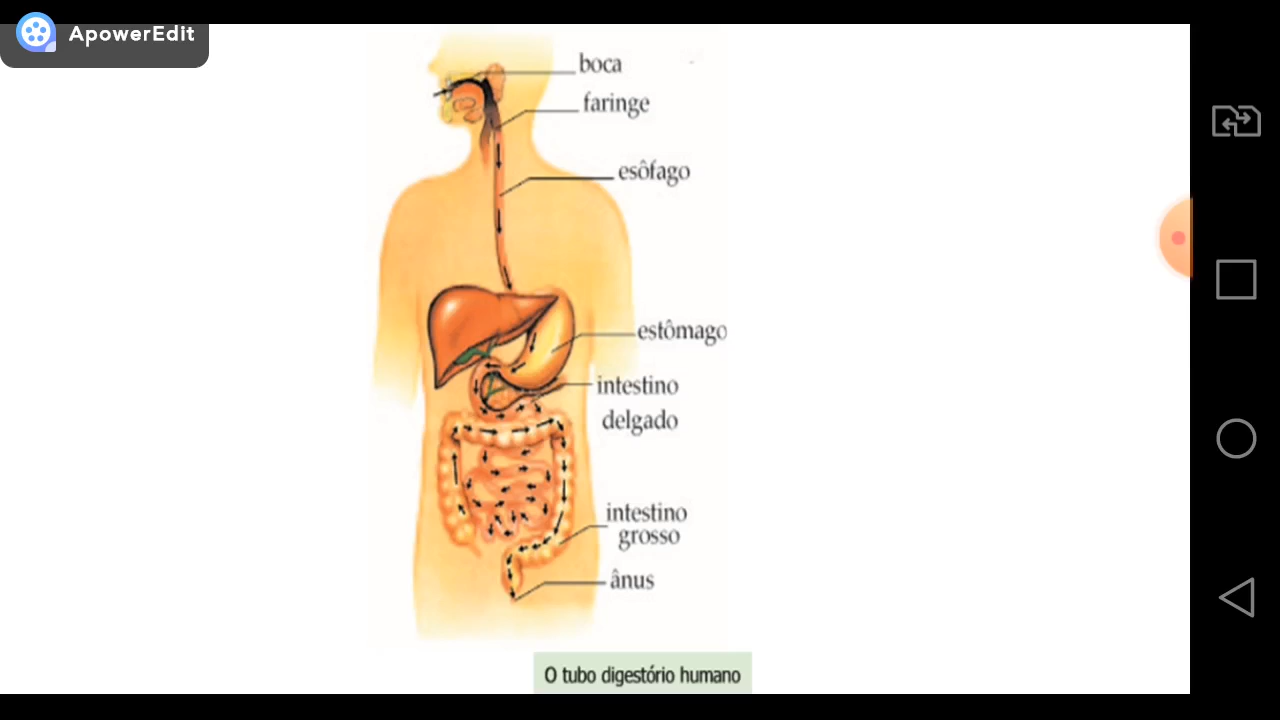 ApowerEdit
boca
faringe
esôfago
estômago
intestino
delgado
intestino
grosso
ânus
O tubo digestório humano